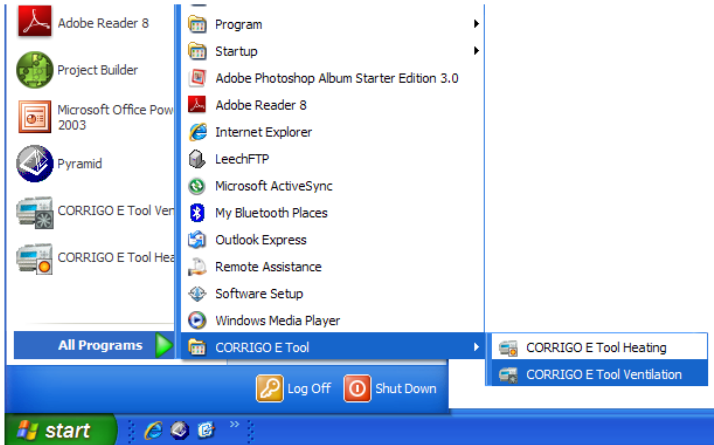 Adobe Reader 8
Project Builder
Microsoft Office Pow
2003
Pyramid
CORRIGO E Tool Ven
CORRIGO E Tool Hea
All Programs
Program
Startup
Adobe Photoshop Album Starter Edition 3.0
Adobe Reader 8
Internet Explorer
LeechFTP
Microsoft ActiveSync
My Bluetooth Places
Outlook Express
Remote Assistance
Software Setup
Windows Media Player
CORRIGO E Tool
CORRIGO E Tool Heating
CORRIGO E Tool Ventilation
Log Off
Shut Down
start